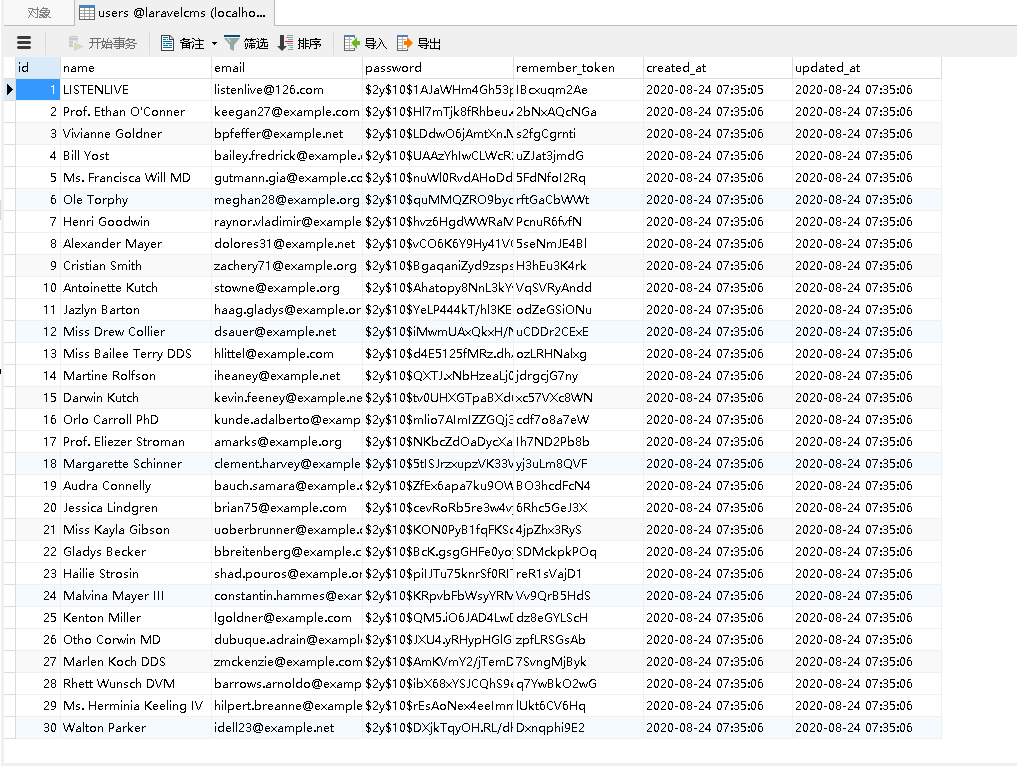 对象 users @laravelcms (localho...
开始事务 备注 筛选 排序 导入 导出
id name email password remember_token created_at updated_at
1 LISTENLIVE listenlive@126.com $2y$10$1AJaWHm4Gh53p IBcxuqm2Ae 2020-08-24 07:35:05 2020-08-24 07:35:06
2 Prof. Ethan O'Conner keegan27@example.com $2y$10$Hl7mTjk8fRhbeu. 2bNxAQcNGa 2020-08-24 07:35:06 2020-08-24 07:35:06
3 Vivianne Goldner bpfeffer@example.net $2y$10$LDdwO6jAmtXn.M s2fgCgrnti 2020-08-24 07:35:06 2020-08-24 07:35:06
4 Bill Yost bailey.fredrick@example. $2y$10$UAAzYhIwCLWcR uZJat3jmdG 2020-08-24 07:35:06 2020-08-24 07:35:06
5 Ms. Francisca Will MD gutmann.gia@example.co $2y$10$nuWl0RvdAHoDd 5FdNfoI2Rq 2020-08-24 07:35:06 2020-08-24 07:35:06
6 Ole Torphy meghan28@example.org $2y$10$quMMQZRO9byc rftGaCbWWt 2020-08-24 07:35:06 2020-08-24 07:35:06
7 Henri Goodwin raynor.vladimir@example $2y$10$hvz6HgdWWRaM PcnuR6fvfN 2020-08-24 07:35:06 2020-08-24 07:35:06
8 Alexander Mayer dolores31@example.net $2y$10$vCO6K6Y9Hy41V 5seNmJE4Bl 2020-08-24 07:35:06 2020-08-24 07:35:06
9 Cristian Smith zachery71@example.org $2y$10$BgaqaniZyd9zsps H3hEu3K4rk 2020-08-24 07:35:06 2020-08-24 07:35:06
10 Antoinette Kutch stowne@example.org $2y$10$Ahatopy8NnL3kY VqSVRyAndd 2020-08-24 07:35:06 2020-08-24 07:35:06
11 Jazlyn Barton haag.gladys@example.or $2y$10$YeLP444kT/hl3KE odZeGSiONu 2020-08-24 07:35:06 2020-08-24 07:35:06
12 Miss Drew Collier dsauer@example.net $2y$10$iMwmUAxQkxH/N uCDDr2CExE 2020-08-24 07:35:06 2020-08-24 07:35:06
13 Miss Bailee Terry DDS hlittel@example.com $2y$10$d4E5125fMRz.dh ozLRHNalxg 2020-08-24 07:35:06 2020-08-24 07:35:06
14 Martine Rolfson iheaney@example.net $2y$10$QXTJ.xNbHzeaLj0 jdrgcjG7ny 2020-08-24 07:35:06 2020-08-24 07:35:06
15 Darwin Kutch kevin.feeney@example.ne $2y$10$tv0UHXGTpaBXd xc57VXc8WN 2020-08-24 07:35:06 2020-08-24 07:35:06
16 Orlo Carroll PhD kunde.adalberto@examp $2y$10$mlio7AImIZZGQj3 cdf7o8a7eW 2020-08-24 07:35:06 2020-08-24 07:35:06
17 Prof. Eliezer Stroman amarks@example.org $2y$10$NKbcZdOaDycXa Ih7ND2Pb8b 2020-08-24 07:35:06 2020-08-24 07:35:06
18 Margarette Schinner clement.harvey@example $2y$10$5tISJrzxupzVK33V yj3uLm8QVF 2020-08-24 07:35:06 2020-08-24 07:35:06
19 Audra Connelly bauch.samara@example. $2y$10$ZfEx6apa7ku9OW BO3hcdFcN4 2020-08-24 07:35:06 2020-08-24 07:35:06
20 Jessica Lindgren brian75@example.com $2y$10$cevRoRb5re3w4v 6Rhc5GeJ3X 2020-08-24 07:35:06 2020-08-24 07:35:06
21 Miss Kayla Gibson uoberbrunner@example. $2y$10$KON0PyB1fqFKSc 4jpZhx3RyS 2020-08-24 07:35:06 2020-08-24 07:35:06
22 Gladys Becker bbreitenberg@example.c $2y$10$BcK.gsgGHFe0yo SDMckpkPOq 2020-08-24 07:35:06 2020-08-24 07:35:06
23 Hailie Strosin shad.pouros@example.or $2y$10$piIJTu75knrSf0RI reR1sVajD1 2020-08-24 07:35:06 2020-08-24 07:35:06
24 Malvina Mayer III constantin.hammes@exar $2y$10$KRpvbFbWsyYRM Vv9QrB5HdS 2020-08-24 07:35:06 2020-08-24 07:35:06
25 Kenton Miller lgoldner@example.com $2y$10$QM5.iO6JAD4LwD dz8eGYLScH 2020-08-24 07:35:06 2020-08-24 07:35:06
26 Otho Corwin MD dubuque.adrain@exampl $2y$10$JXU4.yRHypHGlG zpfLRSGsAb 2020-08-24 07:35:06 2020-08-24 07:35:06
27 Marlen Koch DDS zmckenzie@example.com $2y$10$AmKVmY2/jTemD 7SvngMjByk 2020-08-24 07:35:06 2020-08-24 07:35:06
28 Rhett Wunsch DVM barrows.arnoldo@examp $2y$10$ibX68xYSJCQhS9 q7YwBkO2wG 2020-08-24 07:35:06 2020-08-24 07:35:06
29 Ms. Herminia Keeling IV hilpert.breanne@example $2y$10$rEsAoNex4eeImn lUkt6CV6Hq 2020-08-24 07:35:06 2020-08-24 07:35:06
30 Walton Parker idell23@example.net $2y$10$DXjkTqyOH.RL/dl Dxnqphi9E2 2020-08-24 07:35:06 2020-08-24 07:35:06